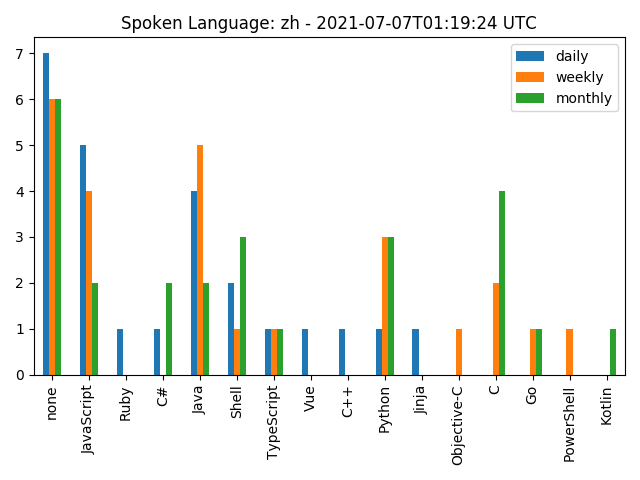 Spoken Language: zh - 2021-07-07T01:19:24 UTC
daily
weekly
monthly
7
6
5
4
3
2
1
0
none
JavaScript
Ruby
C#
Java
Shell
TypeScript
Vue
C++
Python
Jinja
Objective-C
C
Go
PowerShell
Kotlin